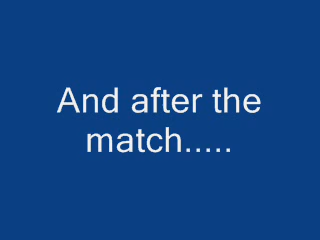 And after the
match.....